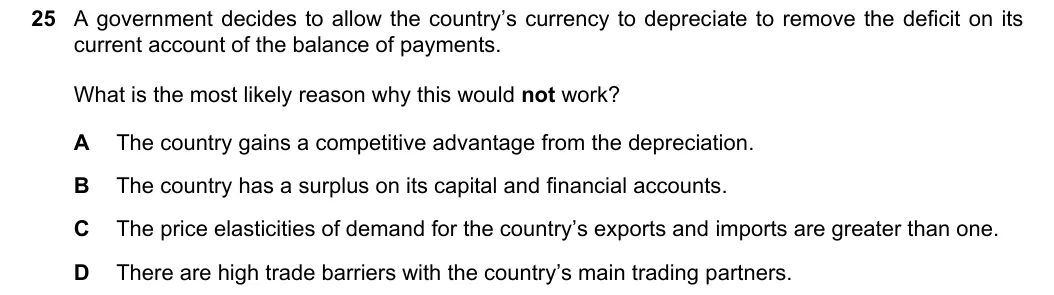 25 A government decides to allow the country's currency to depreciate to remove the deficit on its
current account of the balance of payments.
What is the most likely reason why this would not work?
A The country gains a competitive advantage from the depreciation.
B The country has a surplus on its capital and financial accounts.
C The price elasticities of demand for the country's exports and imports are greater than one.
D There are high trade barriers with the country's main trading partners.